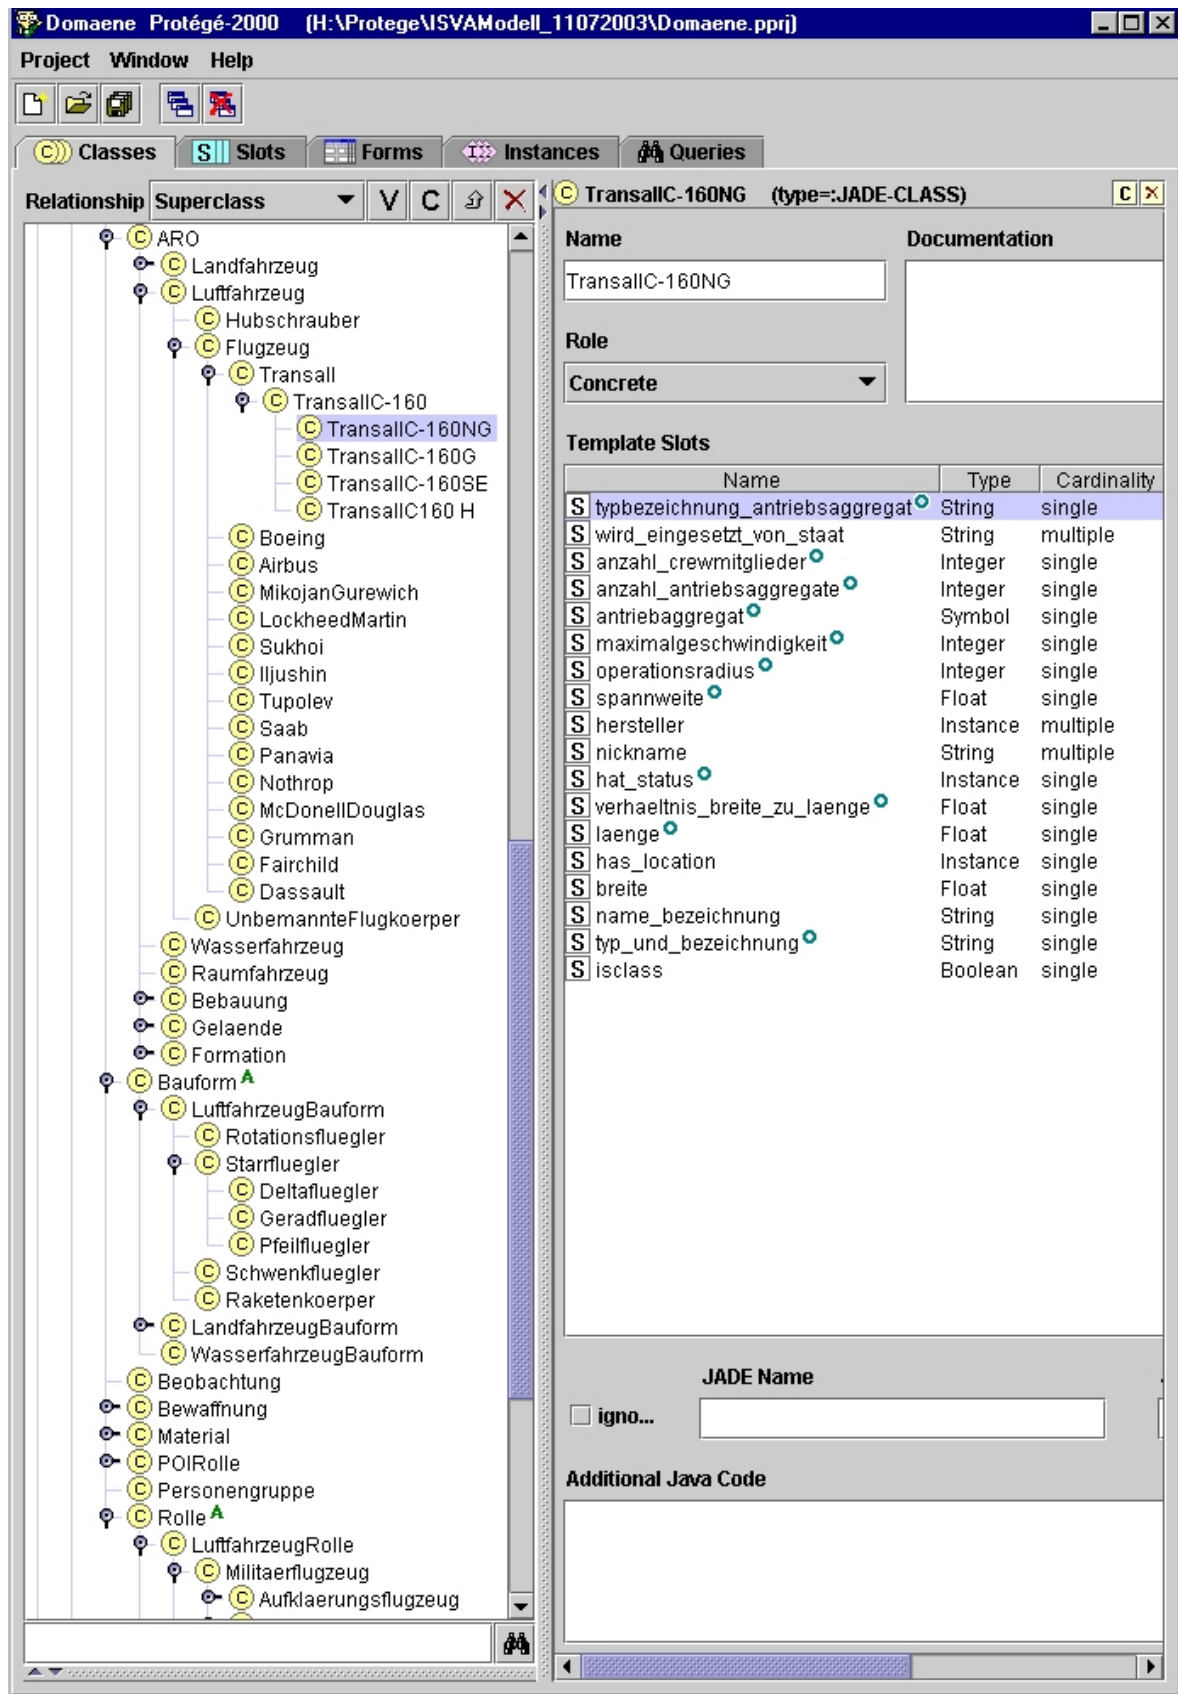 Domaene Protégé-2000 (H:\Protege\ISVAModell_11072003\Domaene.pprj)
Project Window Help
C Classes S Slots Forms Instances Queries
Relationship Superclass V C
ARO
Landfahrzeug
Luftfahrzeug
Hubschrauber
Flugzeug
Transall
TransallC-160
TransallC-160NG
TransallC-160G
TransallC-160SE
TransallC160 H
Boeing
Airbus
MikojanGurewich
LockheedMartin
Sukhoi
Iljushin
Tupolev
Saab
Panavia
Nothrop
McDonellDouglas
Grumman
Fairchild
Dassault
UnbemannteFlugkoerper
Wasserfahrzeug
Raumfahrzeug
Bebauung
Gelaende
Formation
Bauform A
LuftfahrzeugBauform
Rotationsfluegler
Starrfluegler
Deltafluegler
Geradfluegler
Pfeilfluegler
Schwenkfluegler
Raketenkoerper
LandfahrzeugBauform
WasserfahrzeugBauform
Beobachtung
Bewaffnung
Material
POIRolle
Personengruppe
Rolle A
LuftfahrzeugRolle
Militaerflugzeug
Aufklaerungsflugzeug
C TransallC-160NG (type=:JADE-CLASS) C
Name Documentation
TransallC-160NG
Role
Concrete
Template Slots
Name Type Cardinality
S typbezeichnung_antriebsaggregat String single
S wird_eingesetzt_von_staat String multiple
S anzahl_crewmitglieder Integer single
S anzahl_antriebsaggregate Integer single
S antriebaggregat Symbol single
S maximalgeschwindigkeit Integer single
S operationsradius Integer single
S spannweite Float single
S hersteller Instance multiple
S nickname String multiple
S hat_status Instance single
S verhaeltnis_breite_zu_laenge Float single
S laenge Float single
S has_location Instance single
S breite Float single
S name_bezeichnung String single
S typ_und_bezeichnung String single
S isclass Boolean single
JADE Name
igno...
Additional Java Code